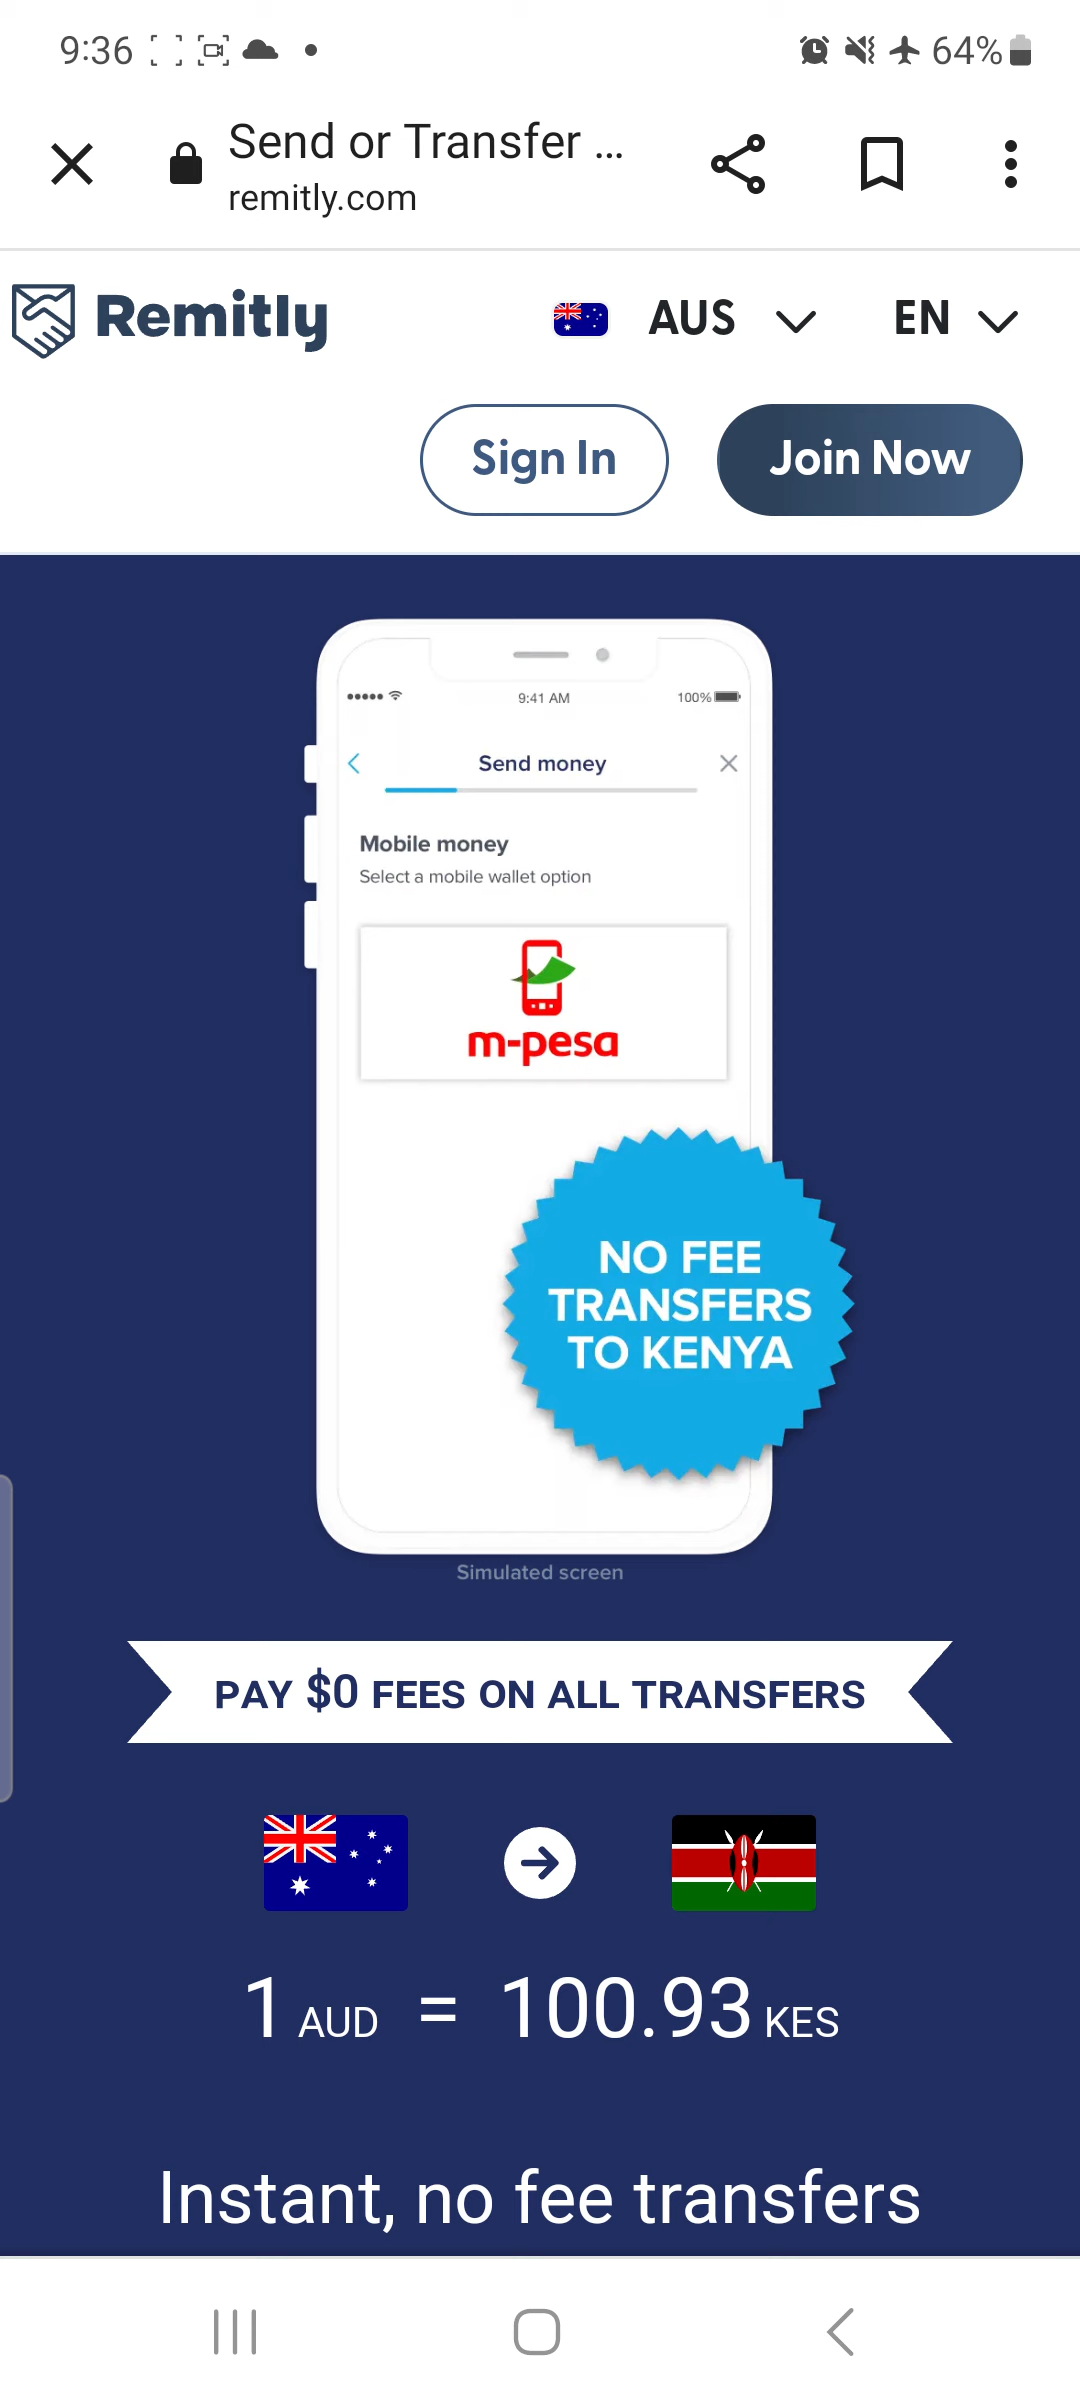 9:36
64%
Send or Transfer ...
remitly.com
Remitly
AUS
EN
Sign In
Join Now
9:41 AM
100%
Send money
Mobile money
Select a mobile wallet option
m-pesa
NO FEE
TRANSFERS
TO KENYA
Simulated screen
PAY $0 FEES ON ALL TRANSFERS
1 AUD = 100.93 KES
Instant, no fee transfers